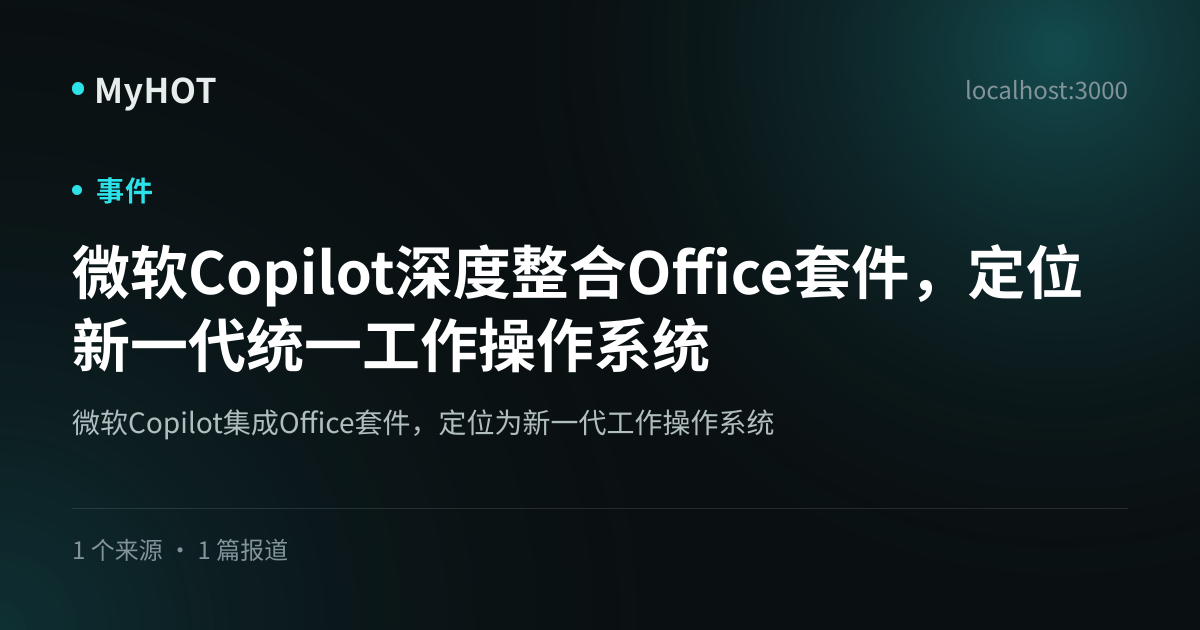 MyHOT
localhost:3000
事件
微软Copilot深度整合Office套件，定位
新一代统一工作操作系统
微软Copilot集成Office套件，定位为新一代工作操作系统
1 个来源 · 1 篇报道